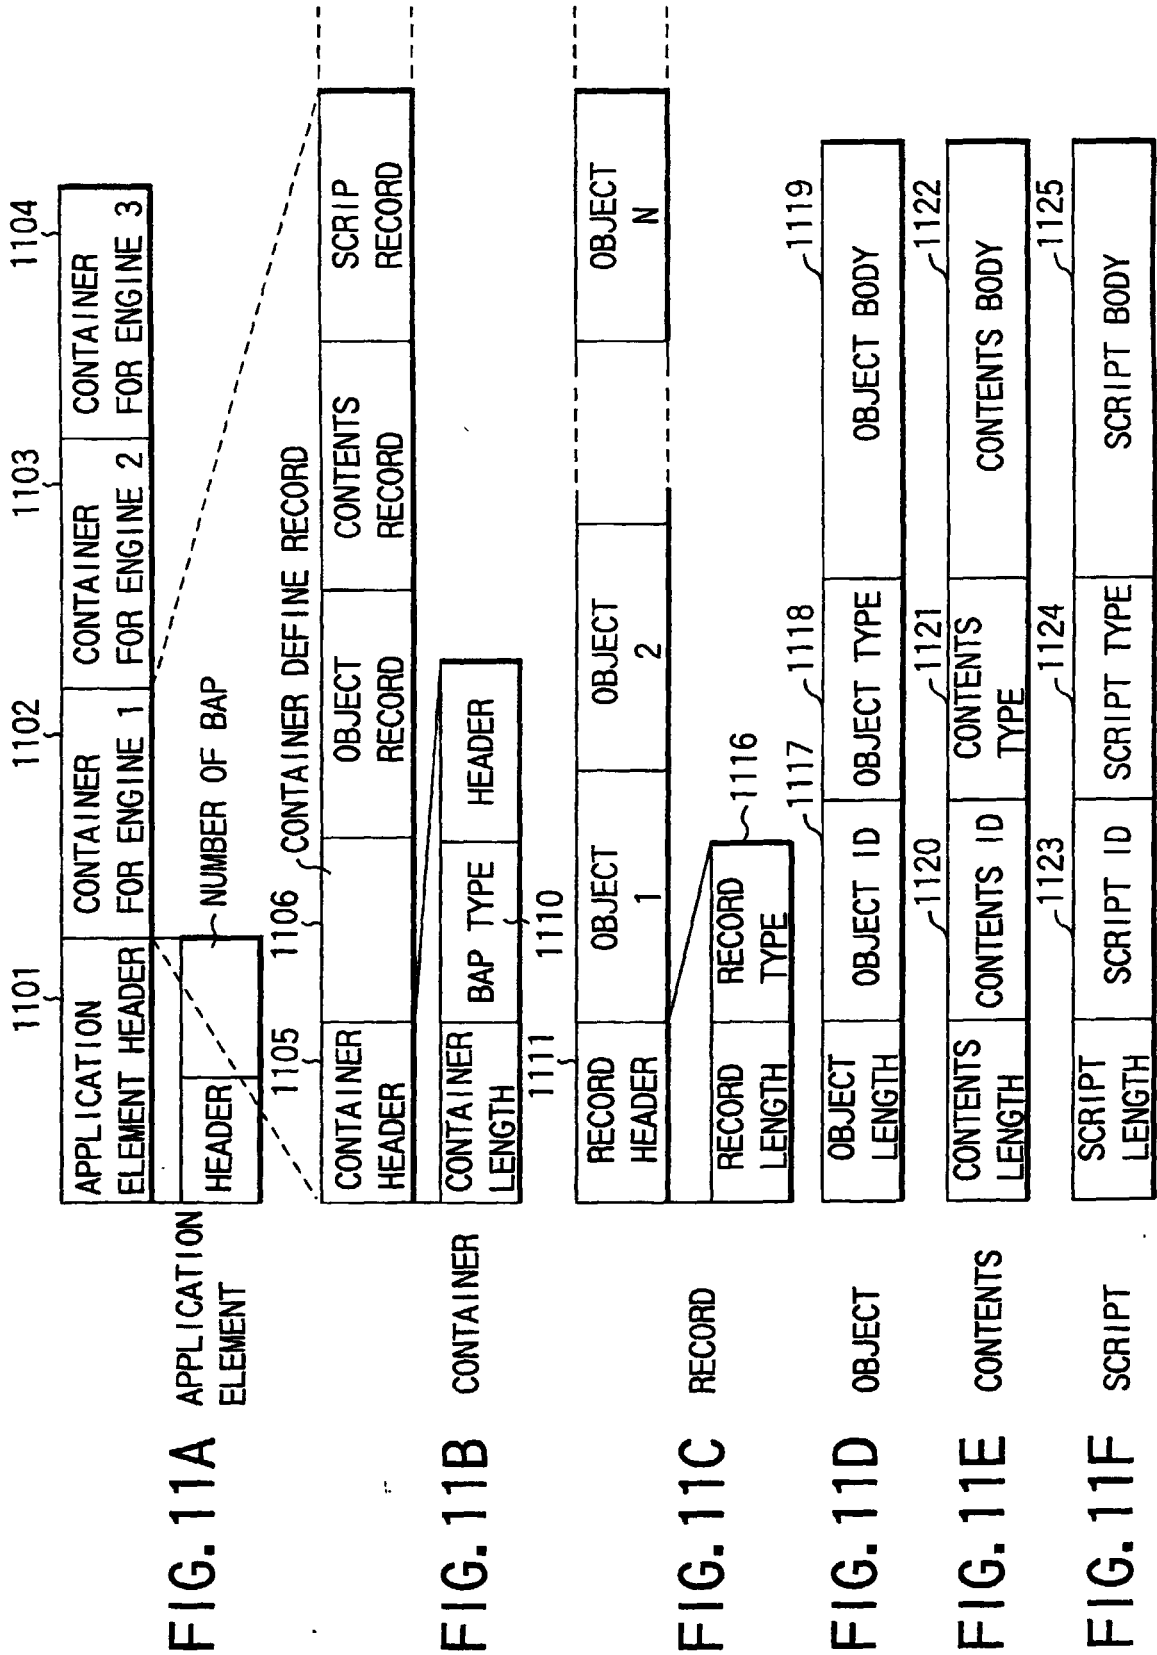 1101
1102
1103
1104
APPLICATION
ELEMENT HEADER
CONTAINER
FOR ENGINE 1
CONTAINER
FOR ENGINE 2
CONTAINER
FOR ENGINE 3
HEADER
NUMBER OF BAP
FIG. 11A
APPLICATION
ELEMENT
1105
1106
CONTAINER DEFINE RECORD
CONTAINER
HEADER
OBJECT
RECORD
CONTENTS
RECORD
SCRIP
RECORD
CONTAINER
LENGTH
BAP TYPE
HEADER
1110
FIG. 11B
CONTAINER
1111
RECORD
HEADER
OBJECT
1
OBJECT
2
OBJECT
N
RECORD
LENGTH
RECORD
TYPE
1116
FIG. 11C
RECORD
1117
1118
1119
OBJECT
LENGTH
OBJECT ID
OBJECT TYPE
OBJECT BODY
FIG. 11D
OBJECT
1120
1121
1122
CONTENTS
LENGTH
CONTENTS ID
CONTENTS
TYPE
CONTENTS BODY
FIG. 11E
CONTENTS
1123
1124
1125
SCRIPT
LENGTH
SCRIPT ID
SCRIPT TYPE
SCRIPT BODY
FIG. 11F
SCRIPT